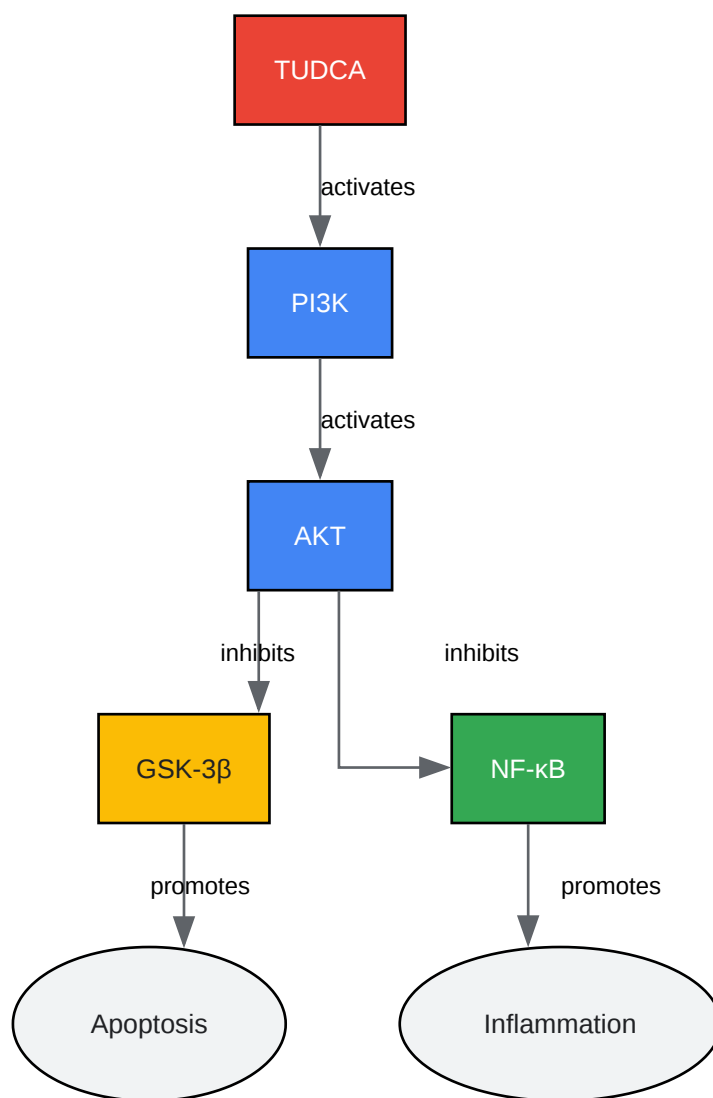 TUDCA
activates
PI3K
activates
AKT
inhibits
inhibits
GSK-3β
NF-κB
promotes
promotes
Apoptosis
Inflammation